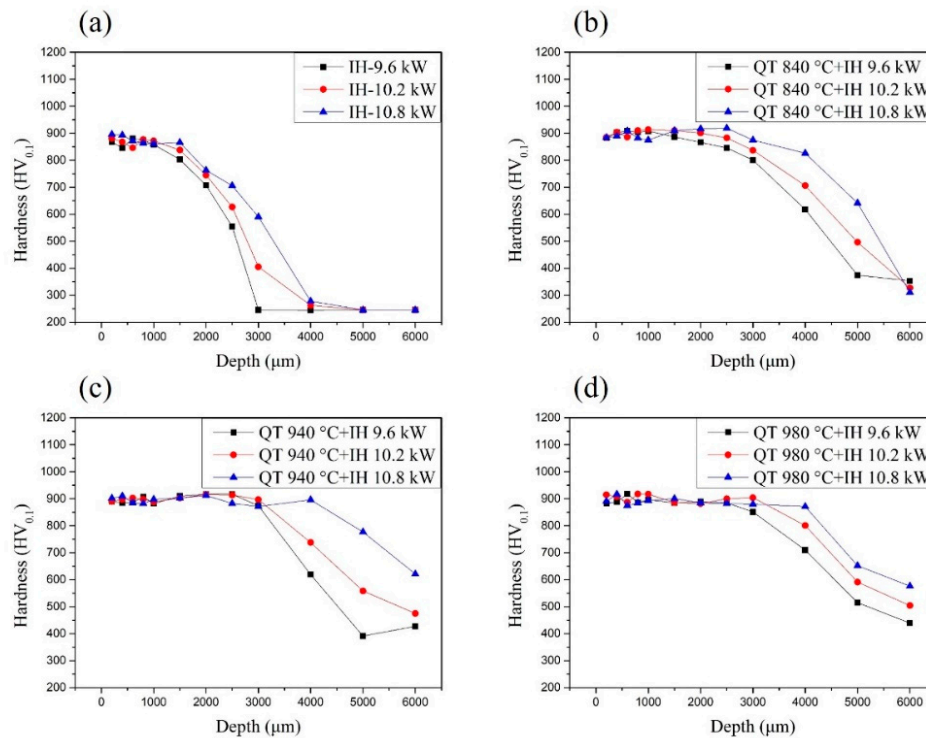 (a)
(b)
1200
1100
1000
900
800
700
600
500
400
300
200
Hardness (HV0.1)
IH-9.6 kW
IH-10.2 kW
IH-10.8 kW
0 1000 2000 3000 4000 5000 6000
Depth (μm)
1200
1100
1000
900
800
700
600
500
400
300
200
Hardness (HV0.1)
QT 840 °C+IH 9.6 kW
QT 840 °C+IH 10.2 kW
QT 840 °C+IH 10.8 kW
0 1000 2000 3000 4000 5000 6000
Depth (μm)
(c)
(d)
1200
1100
1000
900
800
700
600
500
400
300
200
Hardness (HV0.1)
QT 940 °C+IH 9.6 kW
QT 940 °C+IH 10.2 kW
QT 940 °C+IH 10.8 kW
0 1000 2000 3000 4000 5000 6000
Depth (μm)
1200
1100
1000
900
800
700
600
500
400
300
200
Hardness (HV0.1)
QT 980 °C+IH 9.6 kW
QT 980 °C+IH 10.2 kW
QT 980 °C+IH 10.8 kW
0 1000 2000 3000 4000 5000 6000
Depth (μm)